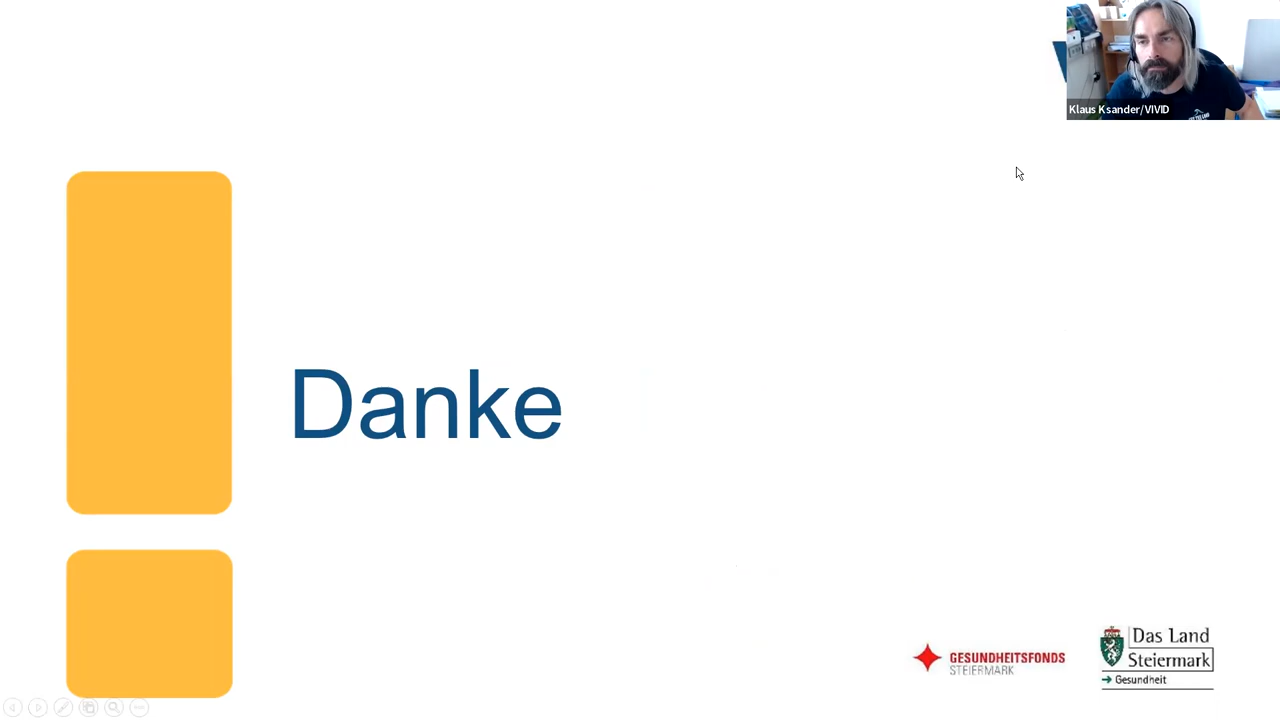 Klaus Ksander/VIVID
Danke
GESUNDHEITSFONDS
STEIERMARK
Das Land
Steiermark
→ Gesundheit